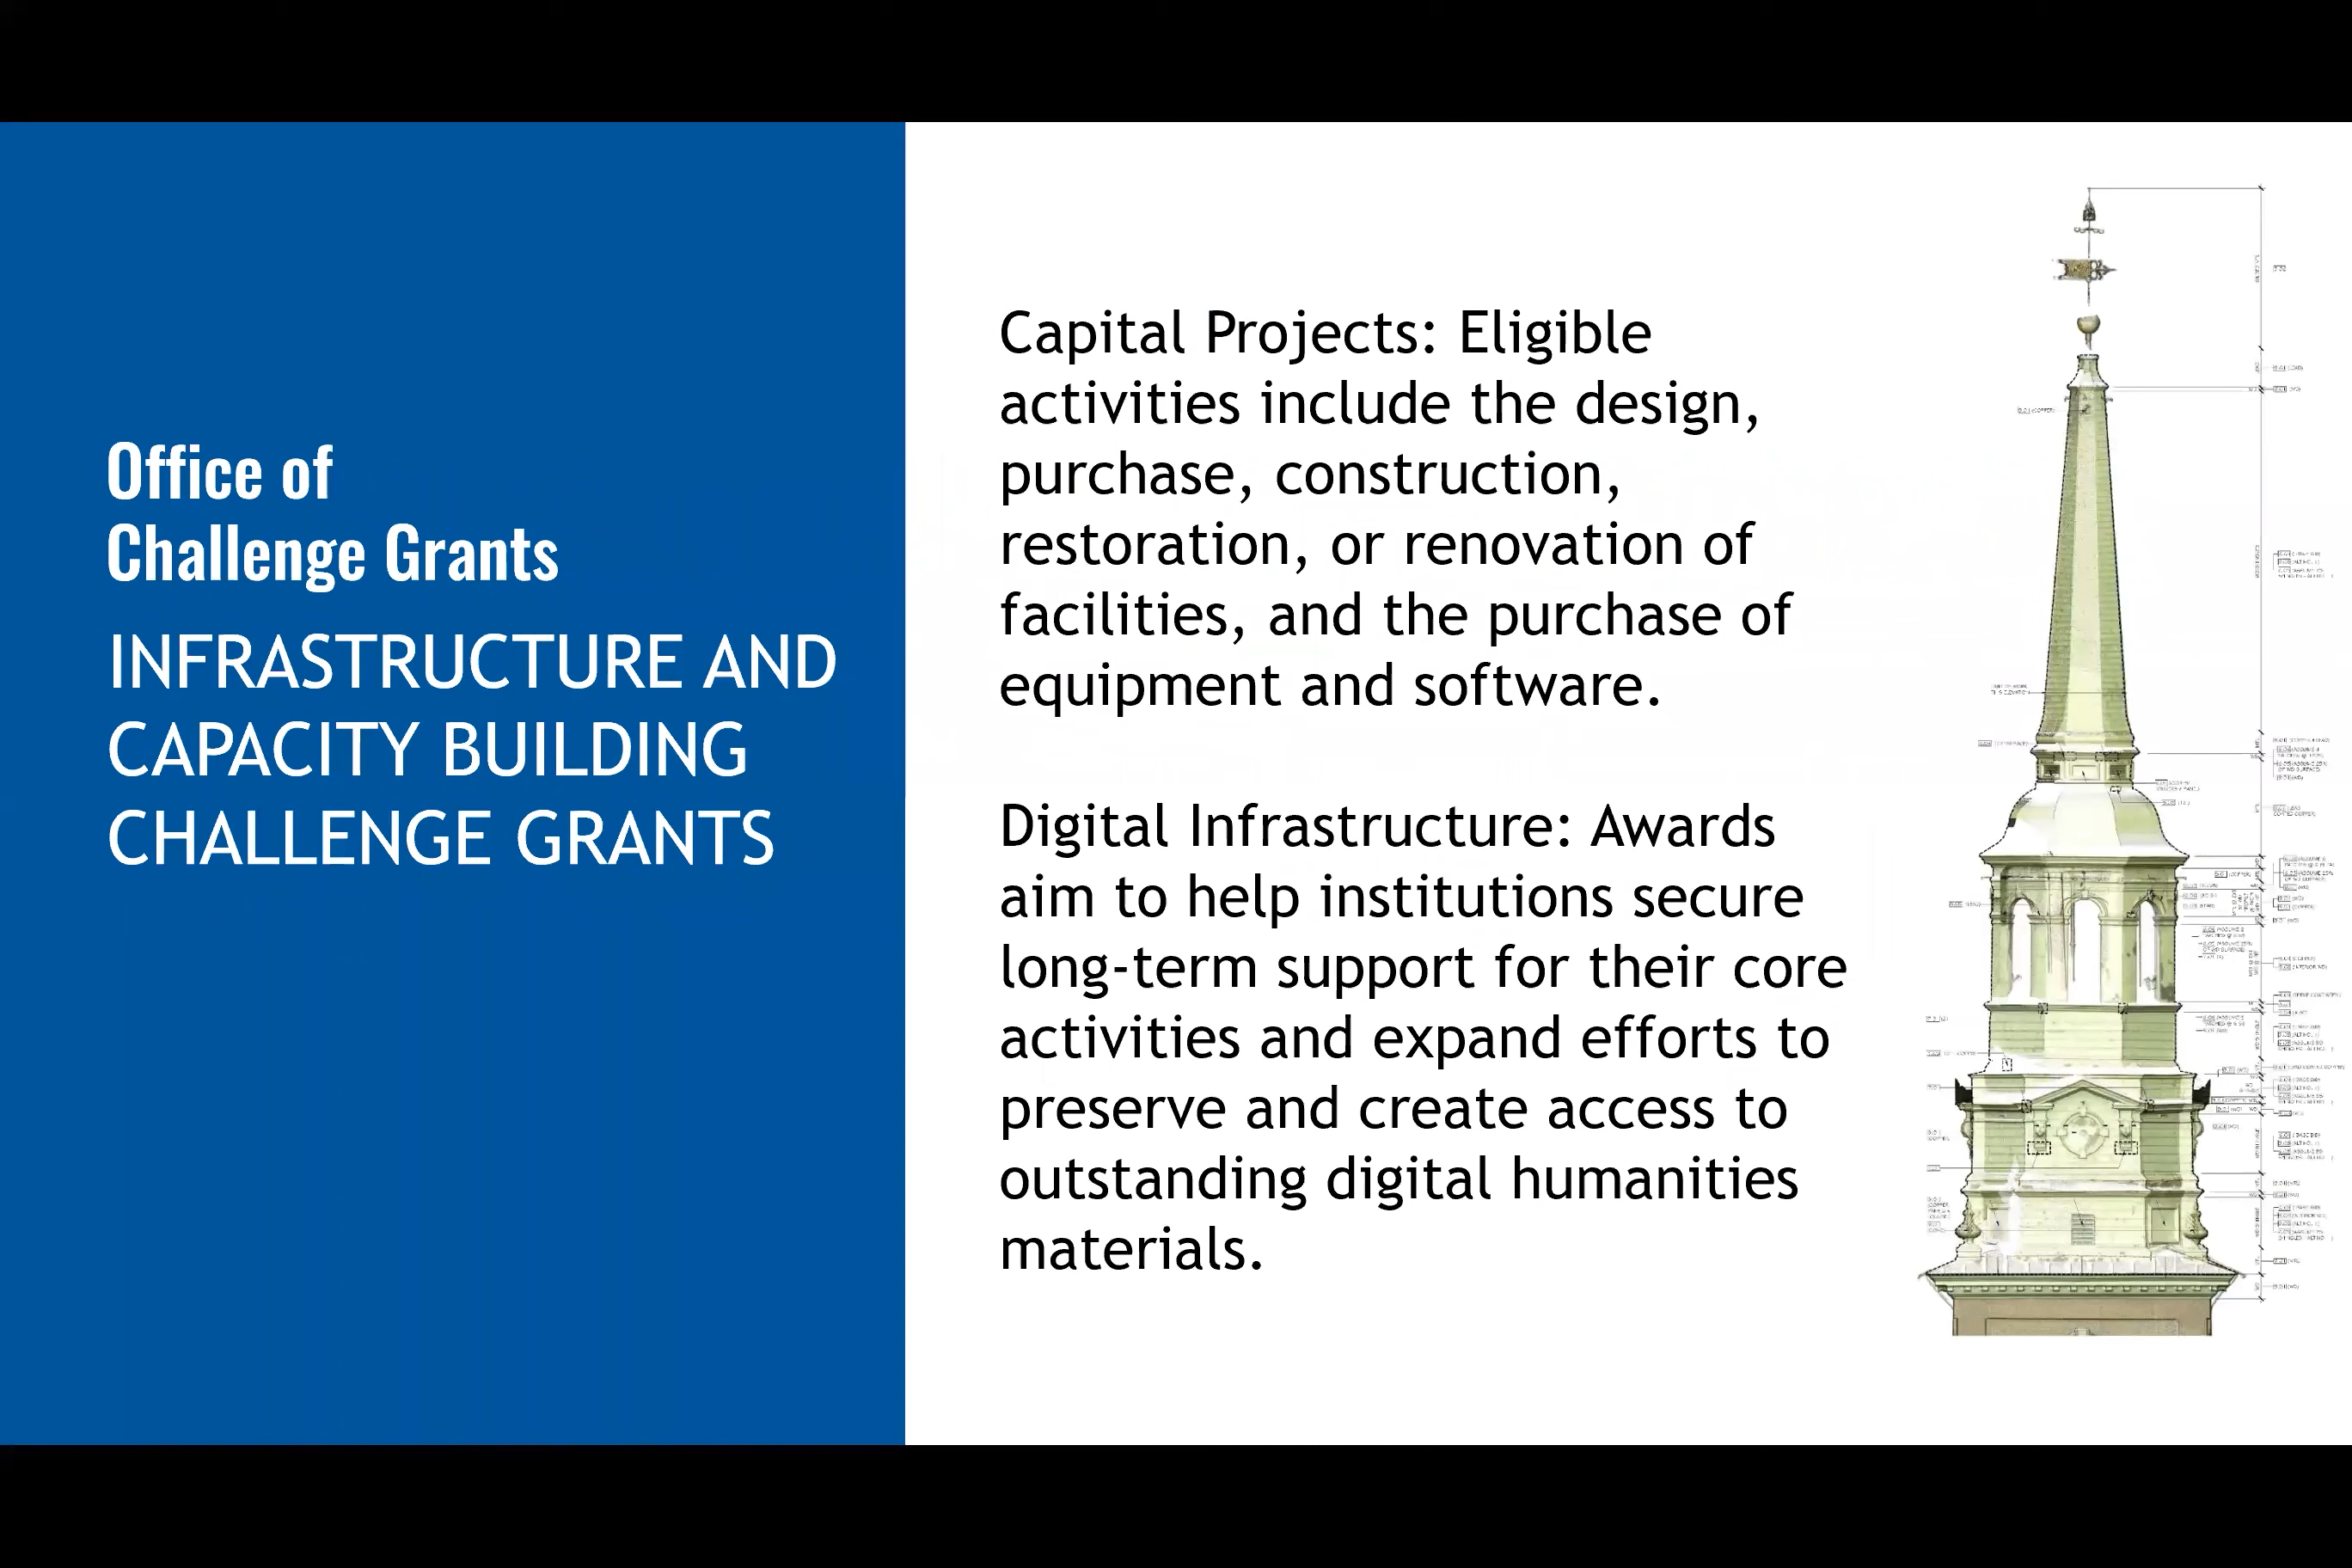 Office of
Challenge Grants
INFRASTRUCTURE AND
CAPACITY BUILDING
CHALLENGE GRANTS
Capital Projects: Eligible
activities include the design,
purchase, construction,
restoration, or renovation of
facilities, and the purchase of
equipment and software.
Digital Infrastructure: Awards
aim to help institutions secure
long-term support for their core
activities and expand efforts to
preserve and create access to
outstanding digital humanities
materials.